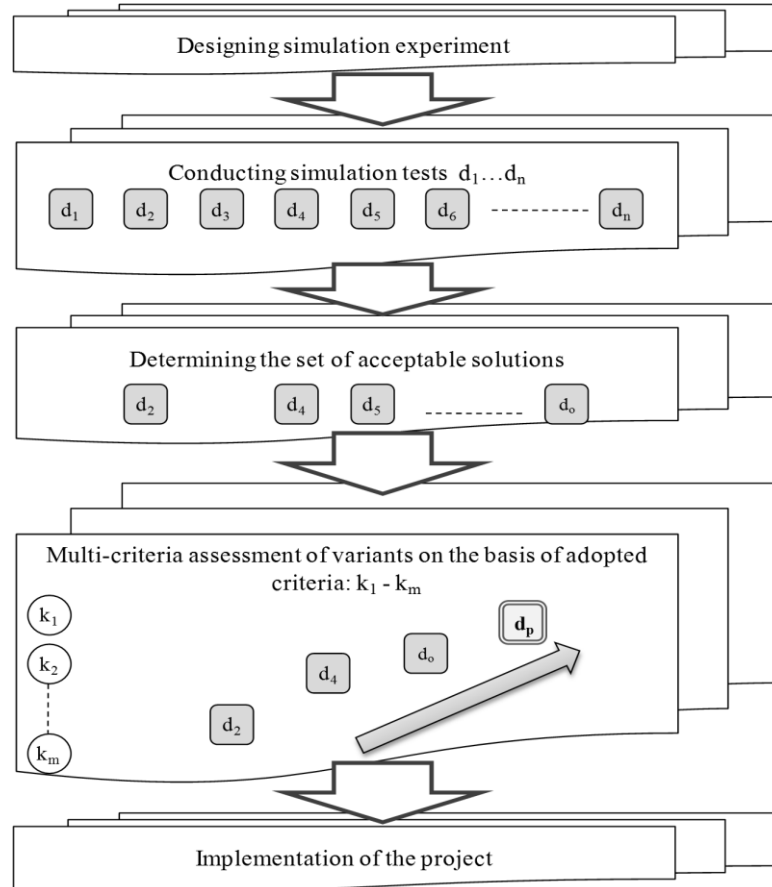 Designing simulation experiment
Conducting simulation tests d₁...dₙ
d₁ d₂ d₃ d₄ d₅ d₆ dₙ
Determining the set of acceptable solutions
d₂ d₄ d₅ dₒ
Multi-criteria assessment of variants on the basis of adopted
criteria: k₁ - kₘ
k₁
dₚ
k₂
dₒ
d₄
d₂
kₘ
Implementation of the project